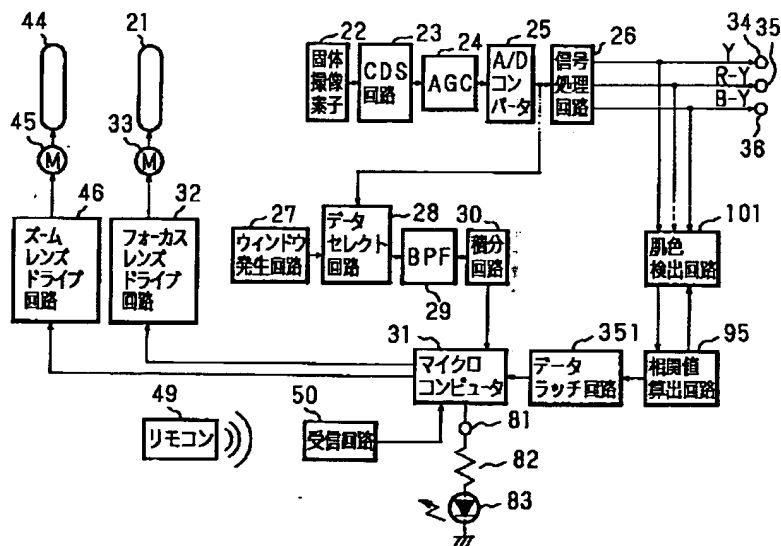 44
21
22
23
24
25
26
34
35
固体
撮像
素子
CDS
回路
AGC
A/D
コン
バータ
信号
処理
回路
Y
R-Y
B-Y
36
45
M
33
M
46
32
ズーム
レンズ
ドライブ
回路
フォーカス
レンズ
ドライブ
回路
27
28
30
ウィンドウ
発生回路
データ
セレクト
回路
BPF
積分
回路
29
101
肌色
検出回路
31
351
95
マイクロ
コンピュータ
データ
ラッチ回路
相関値
算出回路
49
リモコン
50
受信回路
81
82
83